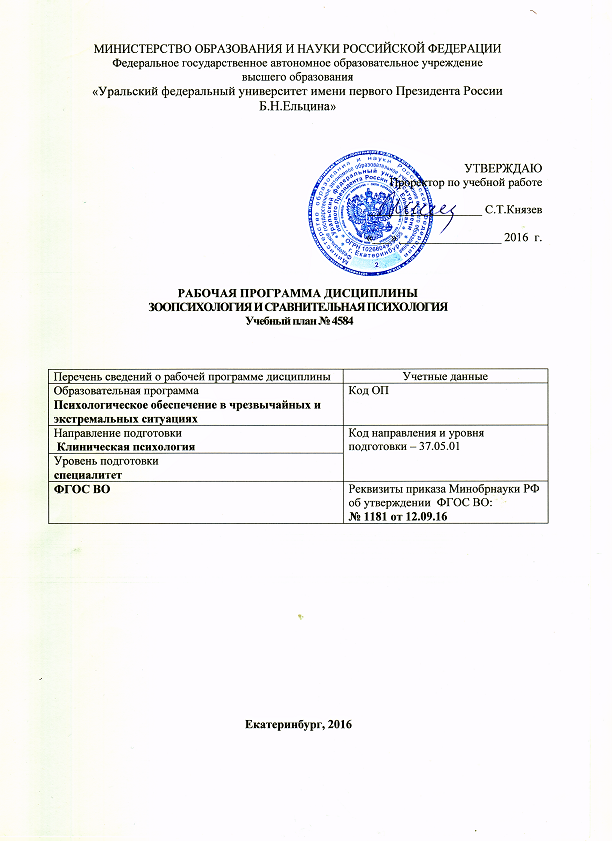 МИНИСТЕРСТВО ОБРАЗОВАНИЯ И НАУКИ РОССИЙСКОЙ ФЕДЕРАЦИИ
Федеральное государственное автономное образовательное учреждение
высшего образования
«Уральский федеральный университет имени первого Президента России
Б.Н.Ельцина»
УТВЕРЖДАЮ
Проректор по учебной работе
С.Т.Князев
2016 г.
РАБОЧАЯ ПРОГРАММА ДИСЦИПЛИНЫ
ЗООПСИХОЛОГИЯ И СРАВНИТЕЛЬНАЯ ПСИХОЛОГИЯ
Учебный план № 4584
Перечень сведений о рабочей программе дисциплины
Учетные данные
Образовательная программа
Психологическое обеспечение в чрезвычайных и
экстремальных ситуациях
Код ОП
Направление подготовки
Клиническая психология
Код направления и уровня
подготовки – 37.05.01
Уровень подготовки
специалитет
ФГОС ВО
Реквизиты приказа Минобрнауки РФ
об утверждении ФГОС ВО:
№ 1181 от 12.09.16
Екатеринбург, 2016